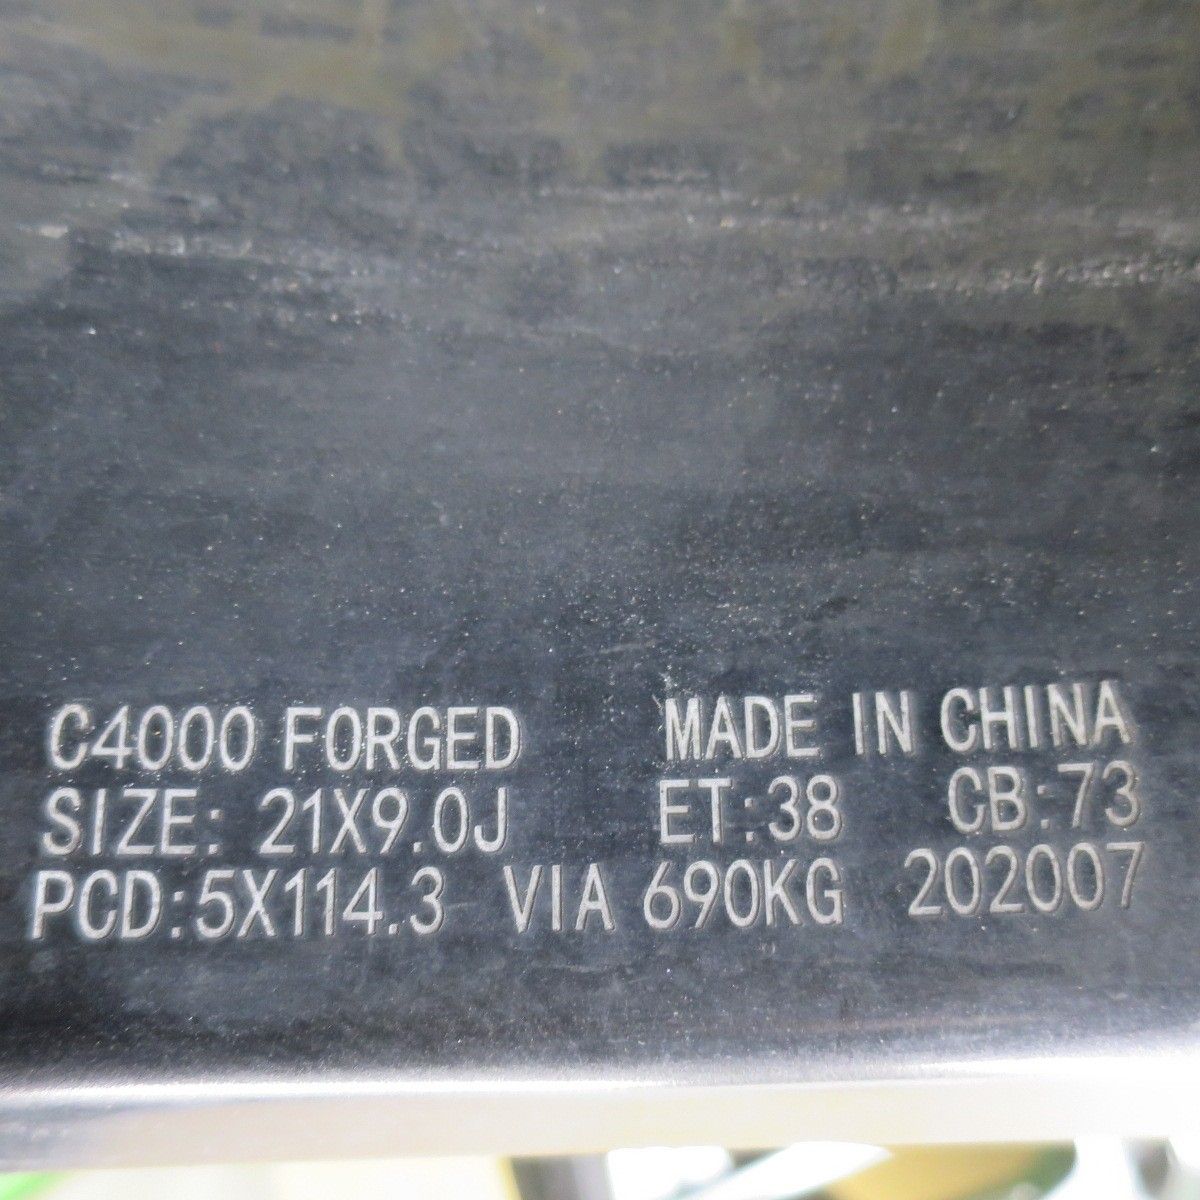 C4000 FORGED MADE IN CHINA
SIZE: 21X9.0J ET:38 CB:73
PCD:5X114.3 VIA 690KG 202007